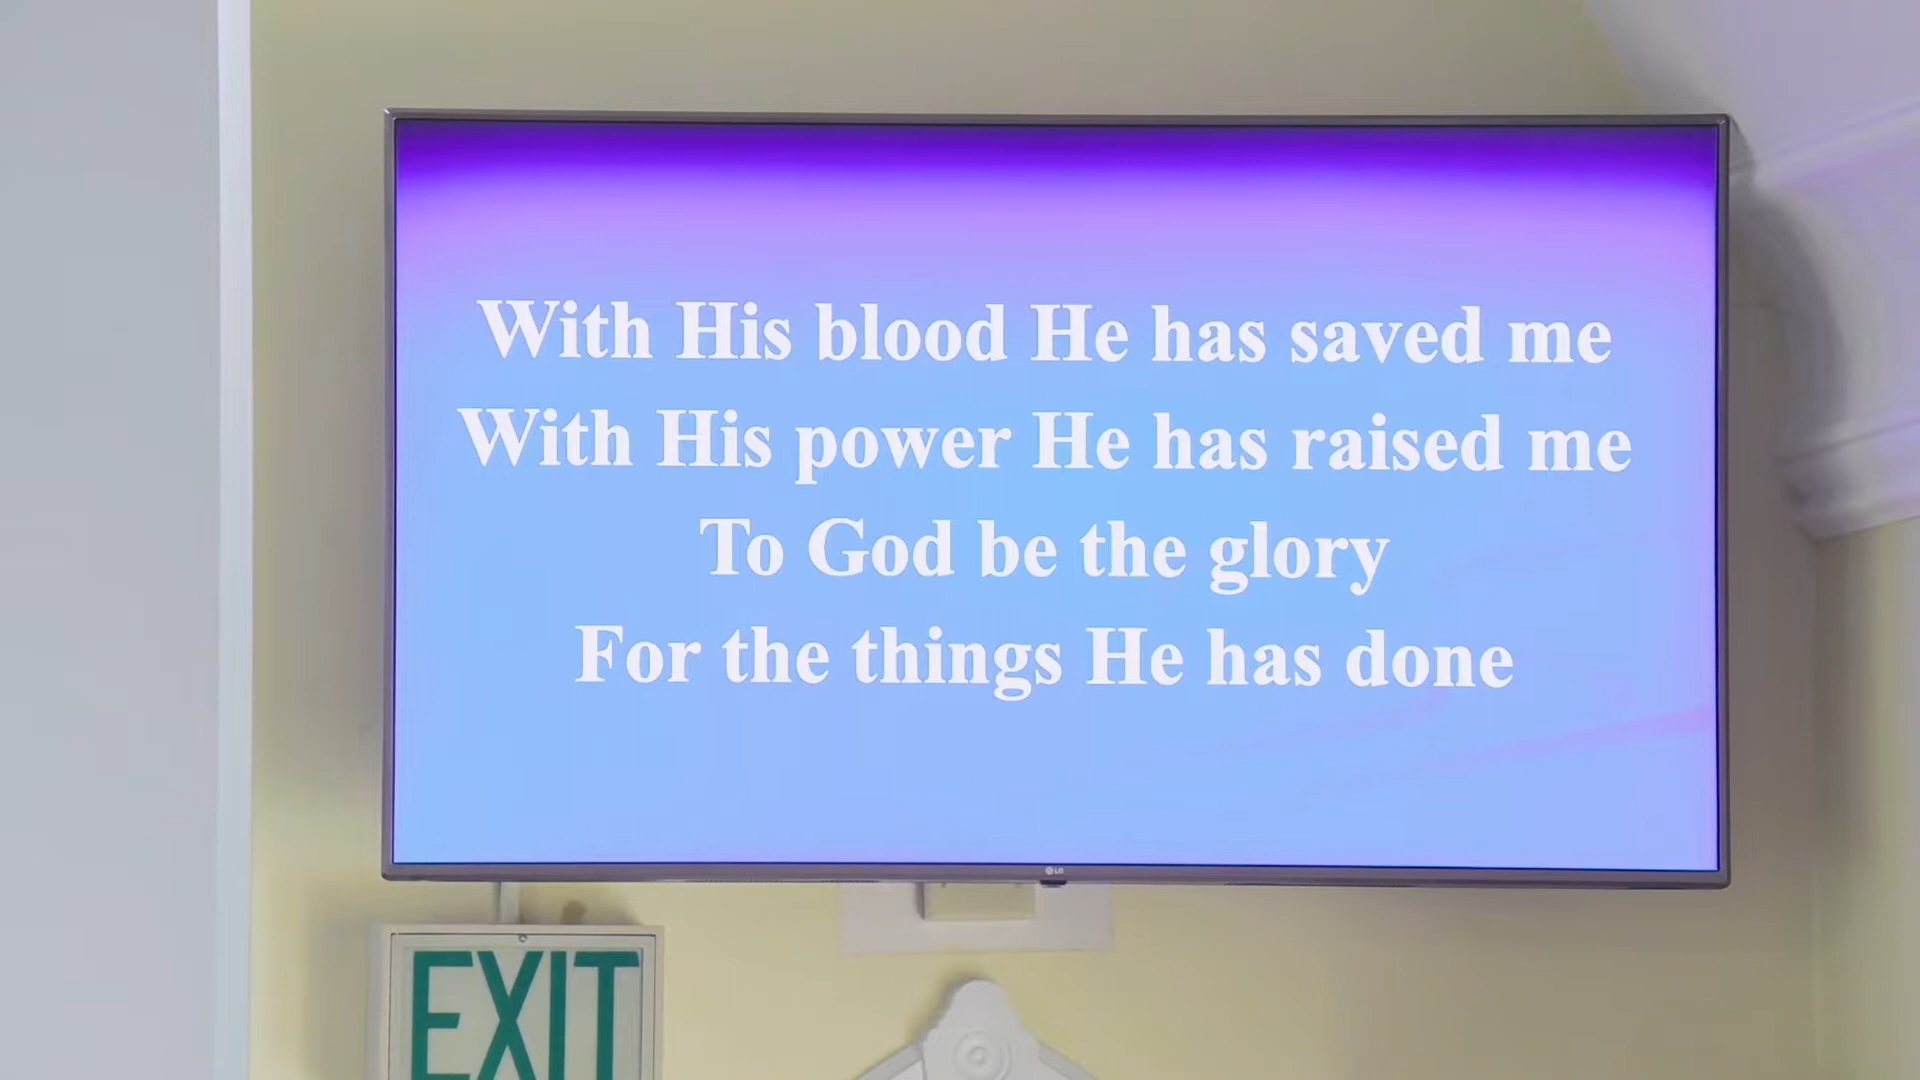 With His blood He has saved me
With His power He has raised me
To God be the glory
For the things He has done
LG
EXIT